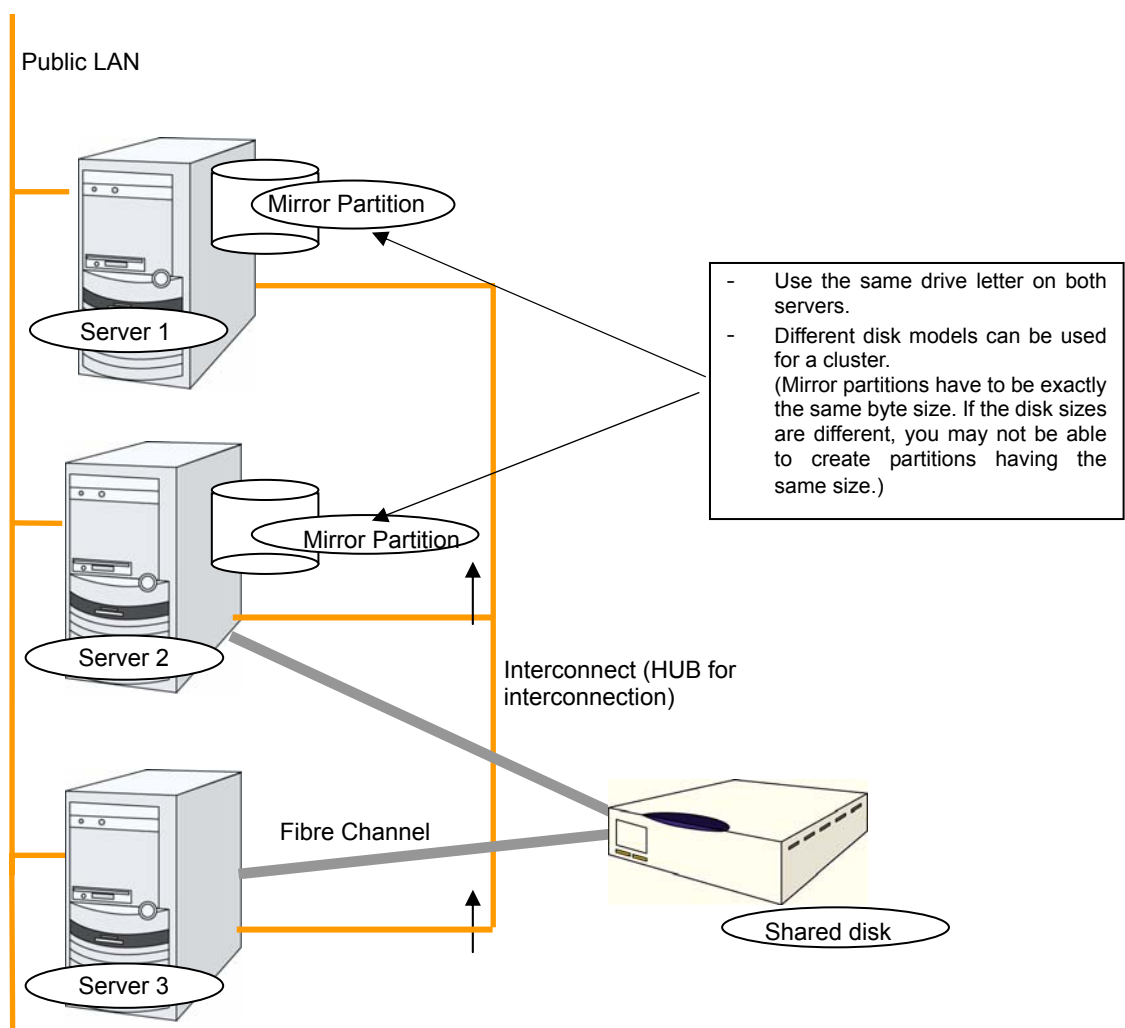 Public LAN
Mirror Partition
Server 1
- Use the same drive letter on both
servers.
- Different disk models can be used
for a cluster.
(Mirror partitions have to be exactly
the same byte size. If the disk sizes
are different, you may not be able
to create partitions having the
same size.)
Mirror Partition
Server 2
Interconnect (HUB for
interconnection)
Fibre Channel
Shared disk
Server 3